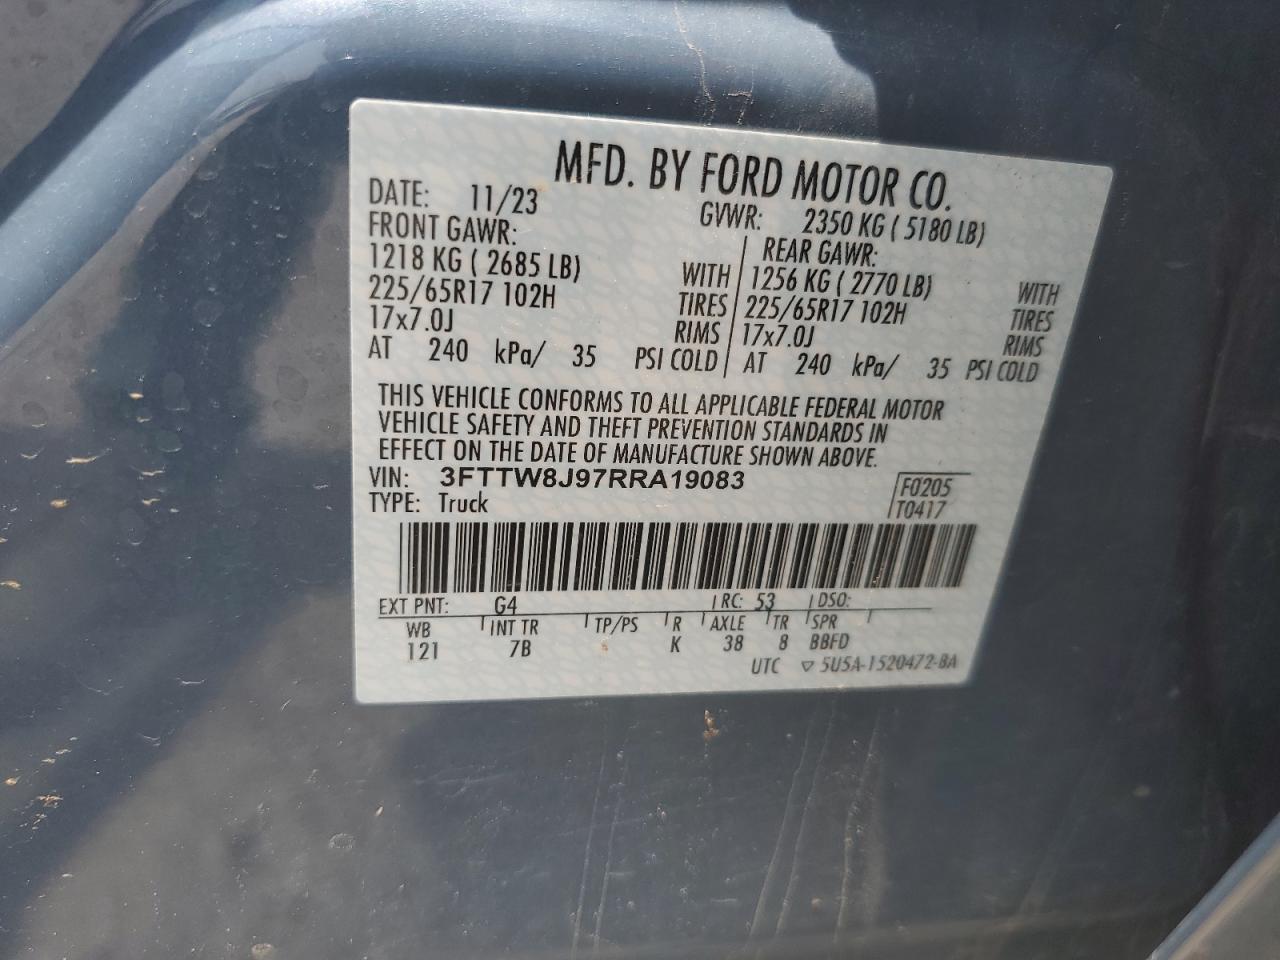 MFD. BY FORD MOTOR CO.
DATE: 11/23 GVWR: 2350 KG ( 5180 LB)
FRONT GAWR: REAR GAWR:
1218 KG ( 2685 LB) WITH 1256 KG ( 2770 LB) WITH
225/65R17 102H TIRES 225/65R17 102H TIRES
17x7.0J RIMS 17x7.0J RIMS
AT 240 kPa/ 35 PSI COLD AT 240 kPa/ 35 PSI COLD
THIS VEHICLE CONFORMS TO ALL APPLICABLE FEDERAL MOTOR
VEHICLE SAFETY AND THEFT PREVENTION STANDARDS IN
EFFECT ON THE DATE OF MANUFACTURE SHOWN ABOVE.
VIN: 3FTTW8J97RRA19083 F0205
TYPE: Truck T0417
EXT PNT: G4 RC: 53 DSO:
WB INT TR TP/PS R AXLE TR SPR
121 7B K 38 8 BBFD
UTC ▽ 5U5A-1520472-BA